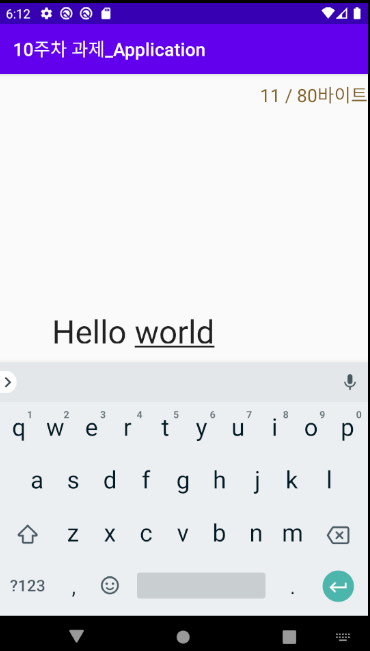 6:12
10주차 과제_Application
11 / 80바이트
Hello world
1 2 3 4 5 6 7 8 9 0
q w e r t y u i o p
a s d f g h j k l
z x c v b n m
?123 , .